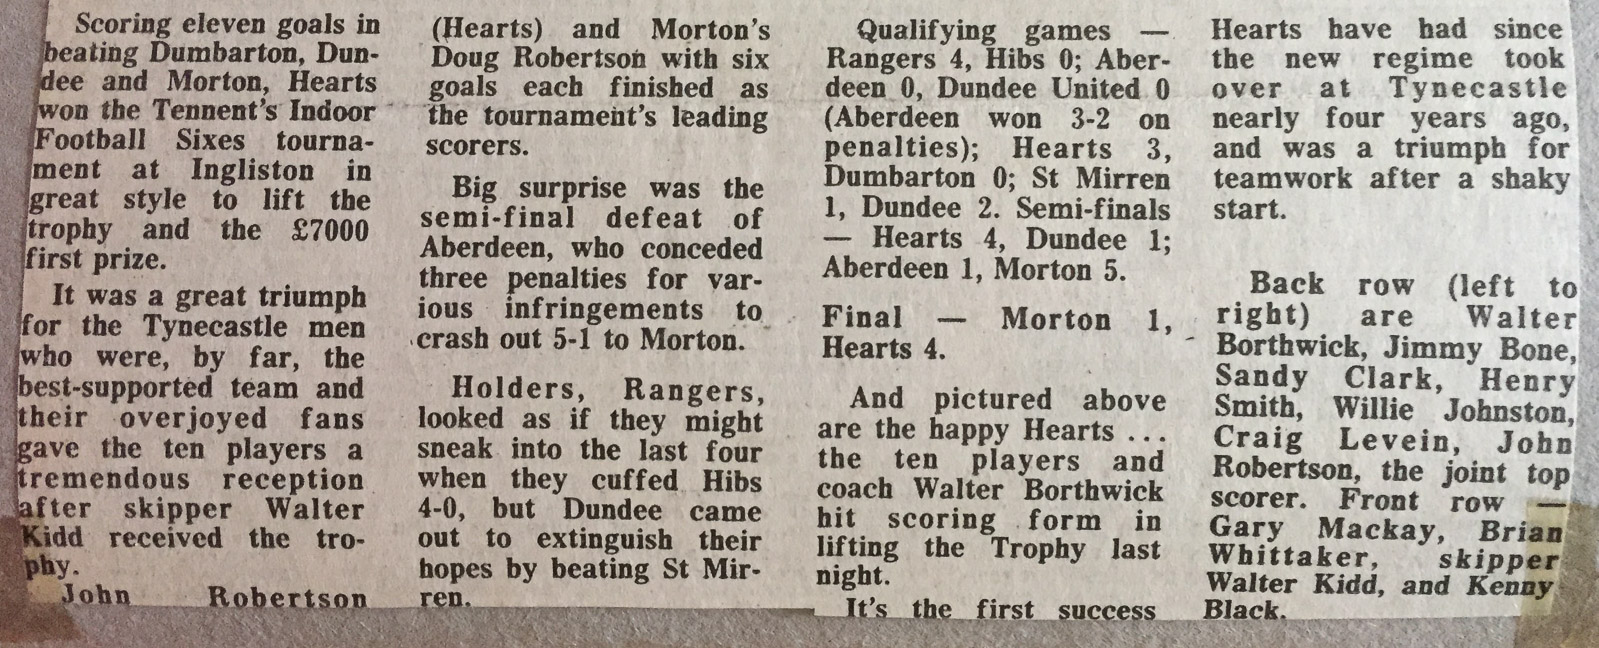 Scoring eleven goals in
beating Dumbarton, Dun-
dee and Morton, Hearts
won the Tennent's Indoor
Football Sixes tourna-
ment at Ingliston in
great style to lift the
trophy and the £7000
first prize.
It was a great triumph
for the Tynecastle men
who were, by far, the
best-supported team and
their overjoyed fans
gave the ten players a
tremendous reception
after skipper Walter
Kidd received the tro-
phy.
John Robertson
(Hearts) and Morton's
Doug Robertson with six
goals each finished as
the tournament's leading
scorers.
Big surprise was the
semi-final defeat of
Aberdeen, who conceded
three penalties for var-
ious infringements to
crash out 5-1 to Morton.
Holders, Rangers,
looked as if they might
sneak into the last four
when they cuffed Hibs
4-0, but Dundee came
out to extinguish their
hopes by beating St Mir-
ren.
Qualifying games —
Rangers 4, Hibs 0; Aber-
deen 0, Dundee United 0
(Aberdeen won 3-2 on
penalties); Hearts 3,
Dumbarton 0; St Mirren
1, Dundee 2. Semi-finals
— Hearts 4, Dundee 1;
Aberdeen 1, Morton 5.
Final — Morton 1,
Hearts 4.
And pictured above
are the happy Hearts ...
the ten players and
coach Walter Borthwick
hit scoring form in
lifting the Trophy last
night.
It's the first success
Hearts have had since
the new regime took
over at Tynecastle
nearly four years ago,
and was a triumph for
teamwork after a shaky
start.
Back row (left to
right) are Walter
Borthwick, Jimmy Bone,
Sandy Clark, Henry
Smith, Willie Johnston,
Craig Levein, John
Robertson, the joint top
scorer. Front row —
Gary Mackay, Brian
Whittaker, skipper
Walter Kidd, and Kenny
Black.